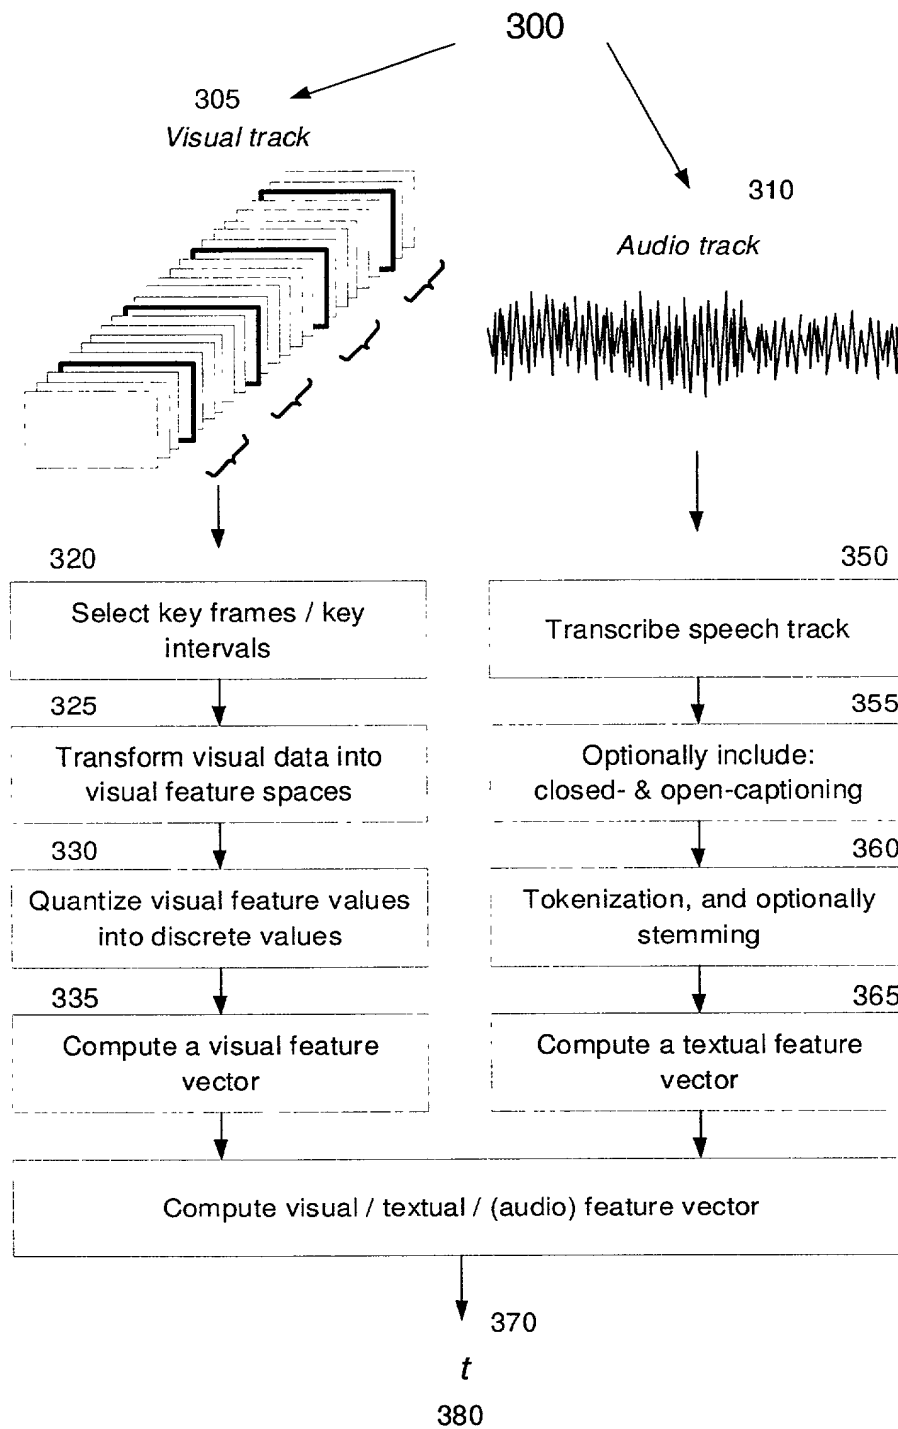 300
305
Visual track
310
Audio track
320
Select key frames / key
intervals
325
Transform visual data into
visual feature spaces
330
Quantize visual feature values
into discrete values
335
Compute a visual feature
vector
350
Transcribe speech track
355
Optionally include:
closed- & open-captioning
360
Tokenization, and optionally
stemming
365
Compute a textual feature
vector
Compute visual / textual / (audio) feature vector
370
t
380